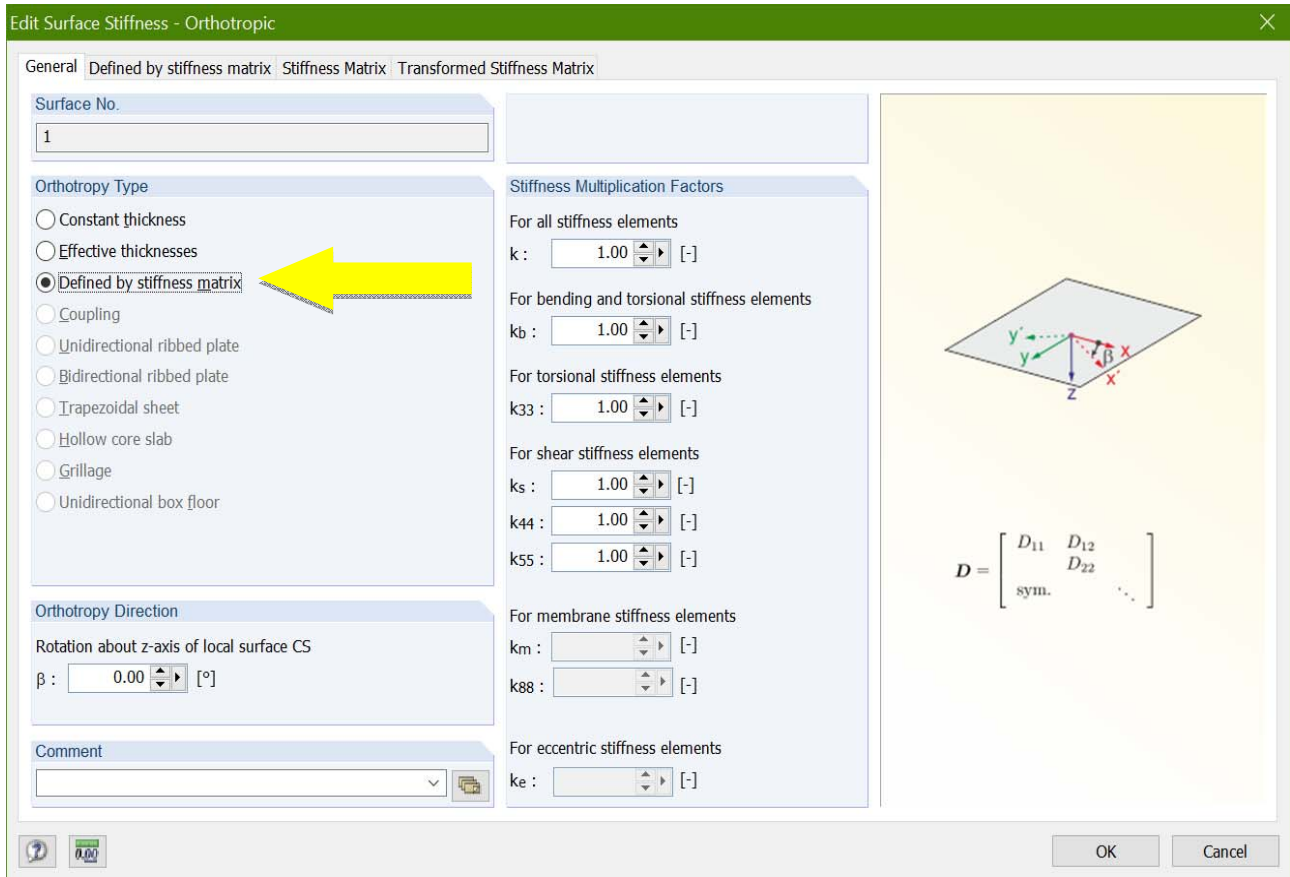 Edit Surface Stiffness - Orthotropic
General Defined by stiffness matrix Stiffness Matrix Transformed Stiffness Matrix
Surface No.
1
Orthotropy Type
Constant thickness
Effective thicknesses
Defined by stiffness matrix
Coupling
Unidirectional ribbed plate
Bidirectional ribbed plate
Trapezoidal sheet
Hollow core slab
Grillage
Unidirectional box floor
Orthotropy Direction
Rotation about z-axis of local surface CS
β : 0.00 [°]
Comment
Stiffness Multiplication Factors
For all stiffness elements
k : 1.00 [-]
For bending and torsional stiffness elements
kb : 1.00 [-]
For torsional stiffness elements
k33 : 1.00 [-]
For shear stiffness elements
ks : 1.00 [-]
k44 : 1.00 [-]
k55 : 1.00 [-]
For membrane stiffness elements
km : [-]
k88 : [-]
For eccentric stiffness elements
ke : [-]
y' y β x x' z
D = [ D11 D12
D22
sym. ⋱ ]
0.00
OK Cancel